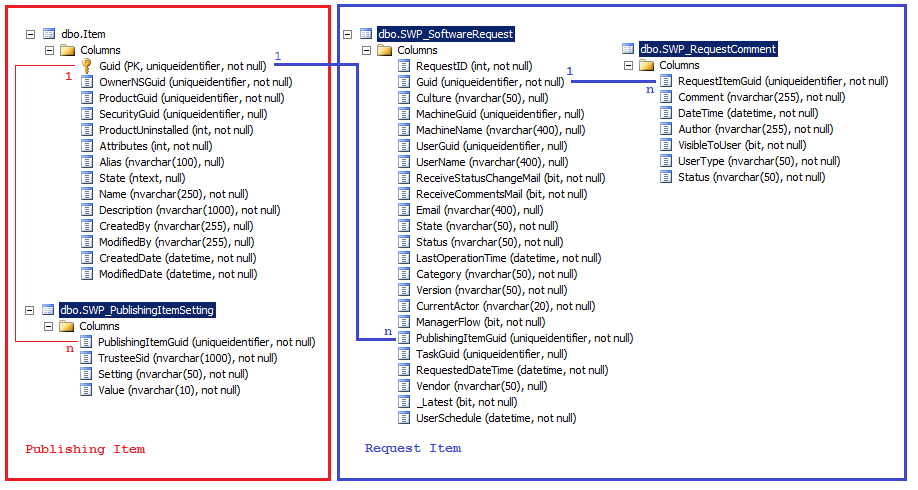 dbo.Item
Columns
Guid (PK, uniqueidentifier, not null)
1
1
OwnerNSGuid (uniqueidentifier, not null)
ProductGuid (uniqueidentifier, not null)
SecurityGuid (uniqueidentifier, null)
ProductUninstalled (int, not null)
Attributes (int, not null)
Alias (nvarchar(100), null)
State (ntext, null)
Name (nvarchar(250), not null)
Description (nvarchar(1000), not null)
CreatedBy (nvarchar(255), null)
ModifiedBy (nvarchar(255), null)
CreatedDate (datetime, not null)
ModifiedDate (datetime, not null)
dbo.SWP_PublishingItemSetting
Columns
PublishingItemGuid (uniqueidentifier, not null)
n
TrusteeSid (nvarchar(1000), not null)
Setting (nvarchar(50), not null)
Value (nvarchar(10), not null)
Publishing Item
dbo.SWP_SoftwareRequest
Columns
RequestID (int, not null)
Guid (uniqueidentifier, not null)
1
Culture (nvarchar(50), null)
MachineGuid (uniqueidentifier, null)
MachineName (nvarchar(400), null)
UserGuid (uniqueidentifier, null)
UserName (nvarchar(400), null)
ReceiveStatusChangeMail (bit, not null)
ReceiveCommentsMail (bit, not null)
Email (nvarchar(400), null)
State (nvarchar(50), not null)
Status (nvarchar(50), not null)
LastOperationTime (datetime, not null)
Category (nvarchar(50), not null)
Version (nvarchar(50), not null)
CurrentActor (nvarchar(20), not null)
ManagerFlow (bit, not null)
n
PublishingItemGuid (uniqueidentifier, not null)
TaskGuid (uniqueidentifier, null)
RequestedDateTime (datetime, not null)
Vendor (nvarchar(50), null)
_Latest (bit, not null)
UserSchedule (datetime, not null)
dbo.SWP_RequestComment
Columns
RequestItemGuid (uniqueidentifier, not null)
n
Comment (nvarchar(255), not null)
DateTime (datetime, not null)
Author (nvarchar(255), not null)
VisibleToUser (bit, not null)
UserType (nvarchar(50), not null)
Status (nvarchar(50), not null)
Request Item